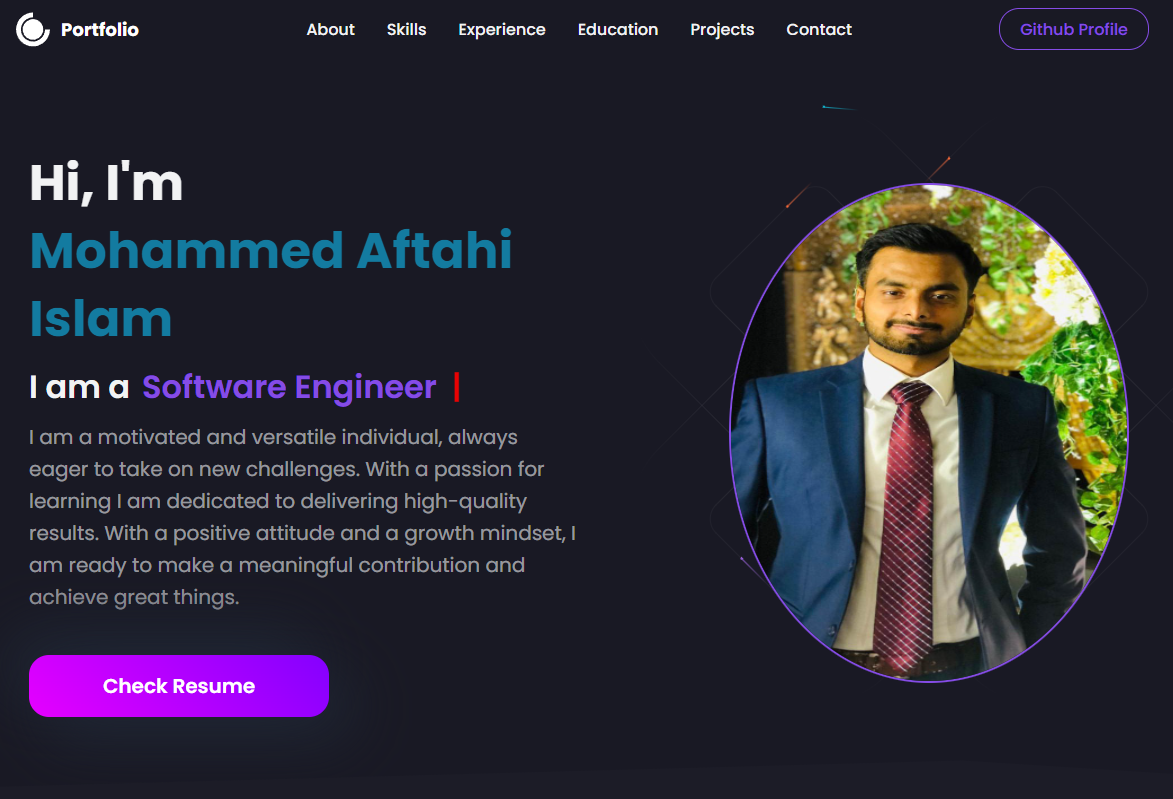 Portfolio
About Skills Experience Education Projects Contact
Github Profile
Hi, I'm
Mohammed Aftahi
Islam
I am a Software Engineer |
I am a motivated and versatile individual, always
eager to take on new challenges. With a passion for
learning I am dedicated to delivering high-quality
results. With a positive attitude and a growth mindset, I
am ready to make a meaningful contribution and
achieve great things.
Check Resume